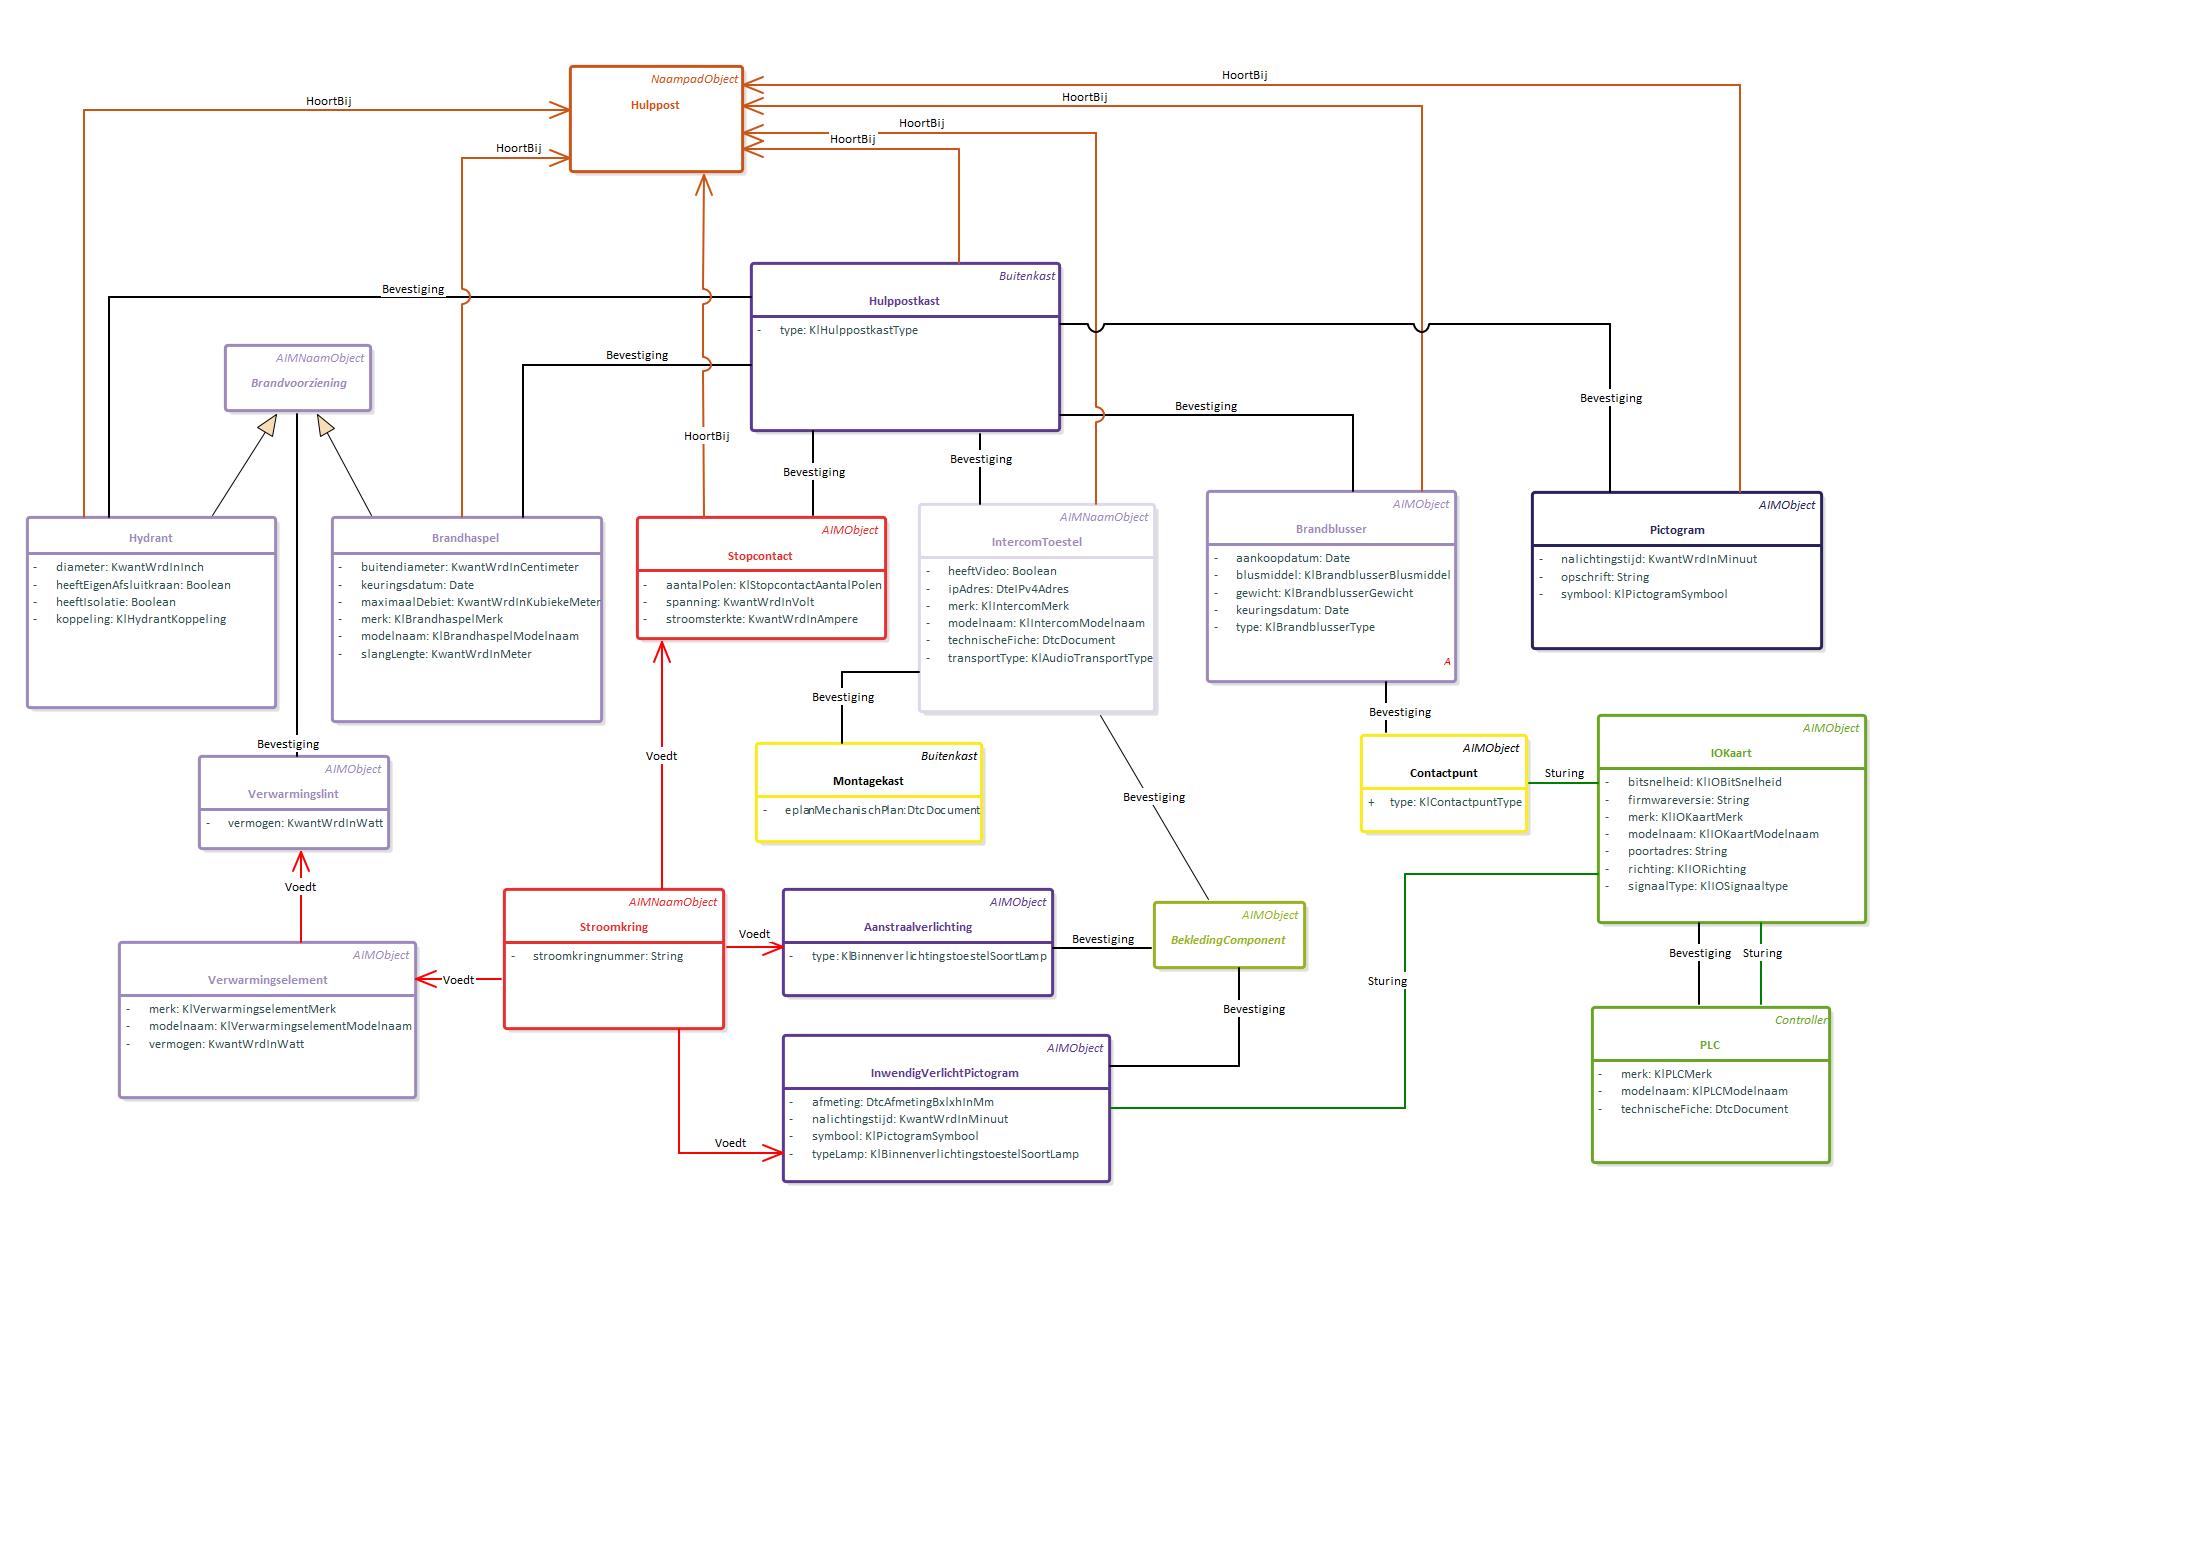 NaampadObject
Hulppost
HoortBij
HoortBij
HoortBij
HoortBij
HoortBij
HoortBij
HoortBij
Buitenkast
Hulppostkast
- type: KlHulppostkastType
Bevestiging
Bevestiging
Bevestiging
Bevestiging
Bevestiging
Bevestiging
AIMNaamObject
Brandvoorziening
Hydrant
- diameter: KwantWrdInInch
- heeftEigenAfsluitkraan: Boolean
- heeftIsolatie: Boolean
- koppeling: KlHydrantKoppeling
Brandhaspel
- buitendiameter: KwantWrdInCentimeter
- keuringsdatum: Date
- maximaalDebiet: KwantWrdInKubiekeMeter
- merk: KlBrandhaspelMerk
- modelnaam: KlBrandhaspelModelnaam
- slangLengte: KwantWrdInMeter
AIMObject
Stopcontact
- aantalPolen: KlStopcontactAantalPolen
- spanning: KwantWrdInVolt
- stroomsterkte: KwantWrdInAmpere
AIMNaamObject
IntercomToestel
- heeftVideo: Boolean
- ipAdres: DteIPv4Adres
- merk: KlIntercomMerk
- modelnaam: KlIntercomModelnaam
- technischeFiche: DtcDocument
- transportType: KlAudioTransportType
AIMObject
Brandblusser
- aankoopdatum: Date
- blusmiddel: KlBrandblusserBlusmiddel
- gewicht: KlBrandblusserGewicht
- keuringsdatum: Date
- type: KlBrandblusserType
A
AIMObject
Pictogram
- nalichtingstijd: KwantWrdInMinuut
- opschrift: String
- symbool: KlPictogramSymbool
Bevestiging
Bevestiging
Bevestiging
Bevestiging
Voedt
AIMObject
Verwarmingslint
- vermogen: KwantWrdInWatt
Buitenkast
Montagekast
- eplanMechanischPlan:DtcDocument
AIMObject
Contactpunt
+ type: KlContactpuntType
Sturing
AIMObject
IOKaart
- bitsnelheid: KlIOBitSnelheid
- firmwareversie: String
- merk: KlIOKaartMerk
- modelnaam: KlIOKaartModelnaam
- poortadres: String
- richting: KlIORichting
- signaalType: KlIOSignaaltype
Voedt
AIMObject
Verwarmingselement
- merk: KlVerwarmingselementMerk
- modelnaam: KlVerwarmingselementModelnaam
- vermogen: KwantWrdInWatt
Voedt
AIMNaamObject
Stroomkring
- stroomkringnummer: String
Voedt
AIMObject
Aanstraalverlichting
- type: KlBinnenverlichtingstoestelSoortLamp
Bevestiging
AIMObject
BekledingComponent
Bevestiging
Sturing
Bevestiging
Sturing
Voedt
AIMObject
InwendigVerlichtPictogram
- afmeting: DtcAfmetingBxlxhInMm
- nalichtingstijd: KwantWrdInMinuut
- symbool: KlPictogramSymbool
- typeLamp: KlBinnenverlichtingstoestelSoortLamp
Controller
PLC
- merk: KlPLCMerk
- modelnaam: KlPLCModelnaam
- technischeFiche: DtcDocument